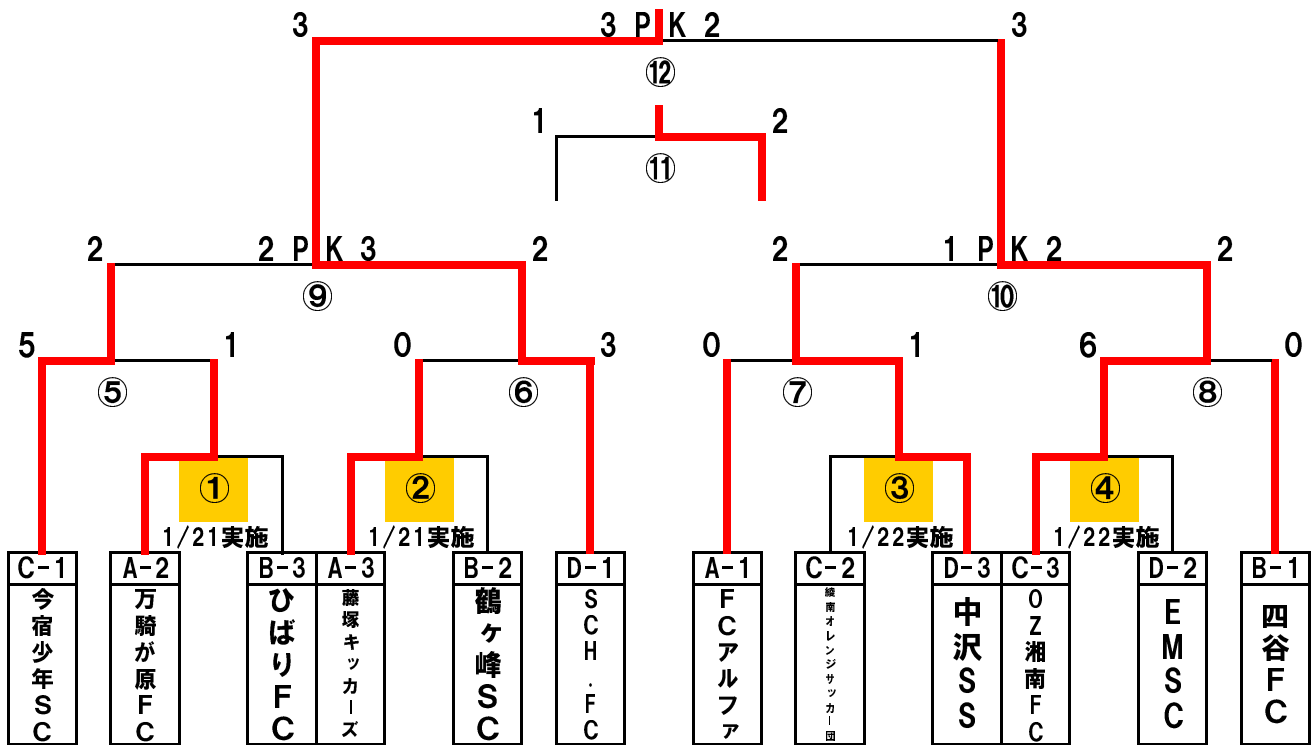 3 3 PK 2 3
⑫
1 2
⑪
2 2 PK 3 2 2 1 PK 2 2
⑨ ⑩
5 1 0 3 0 1 6 0
⑤ ⑥ ⑦ ⑧
① ② ③ ④
1/21実施 1/21実施 1/22実施 1/22実施
C-1 A-2 B-3 A-3 B-2 D-1 A-1 C-2 D-3 C-3 D-2 B-1
今宿少年SC
万騎が原FC
ひばりFC
藤塚キッカーズ
鶴ヶ峰SC
SCH.FC
FCアルファ
綾南オレンジサッカー団
中沢SS
OZ湘南FC
EMSC
四谷FC